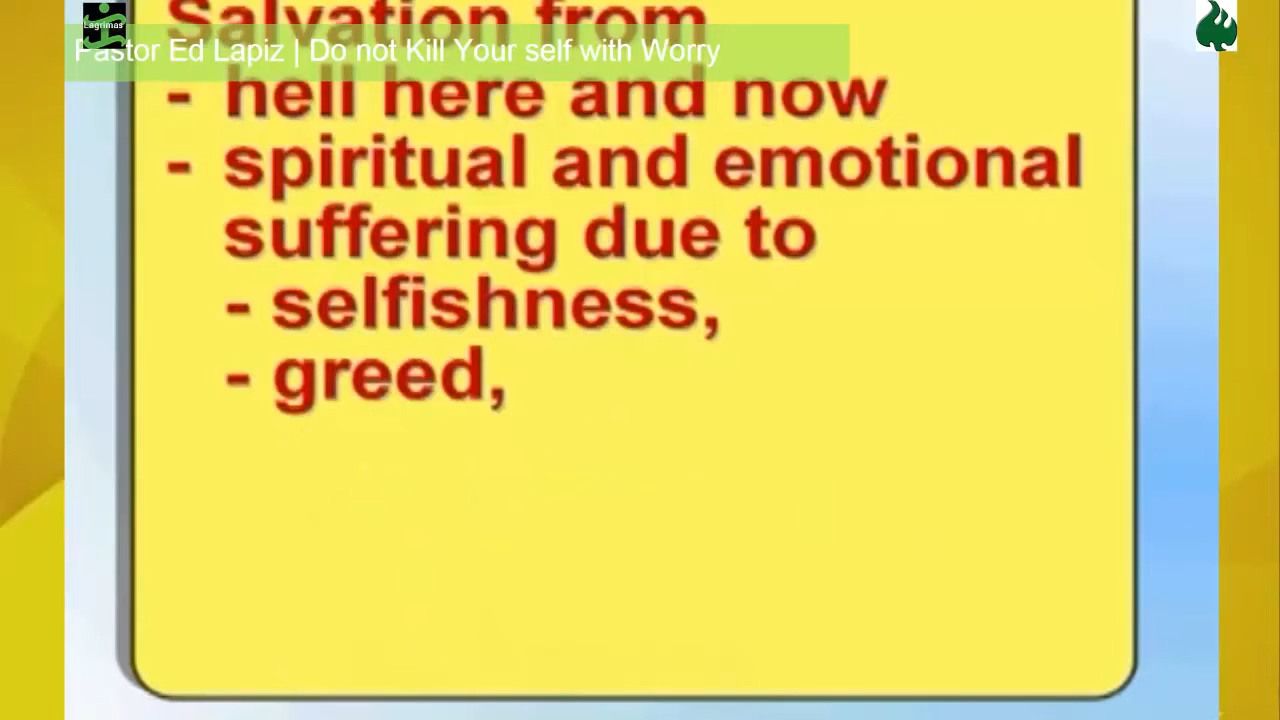 Salvation from
Lagrimas
Pastor Ed Lapiz | Do not Kill Your self with Worry
- hell here and now
- spiritual and emotional
suffering due to
- selfishness,
- greed,